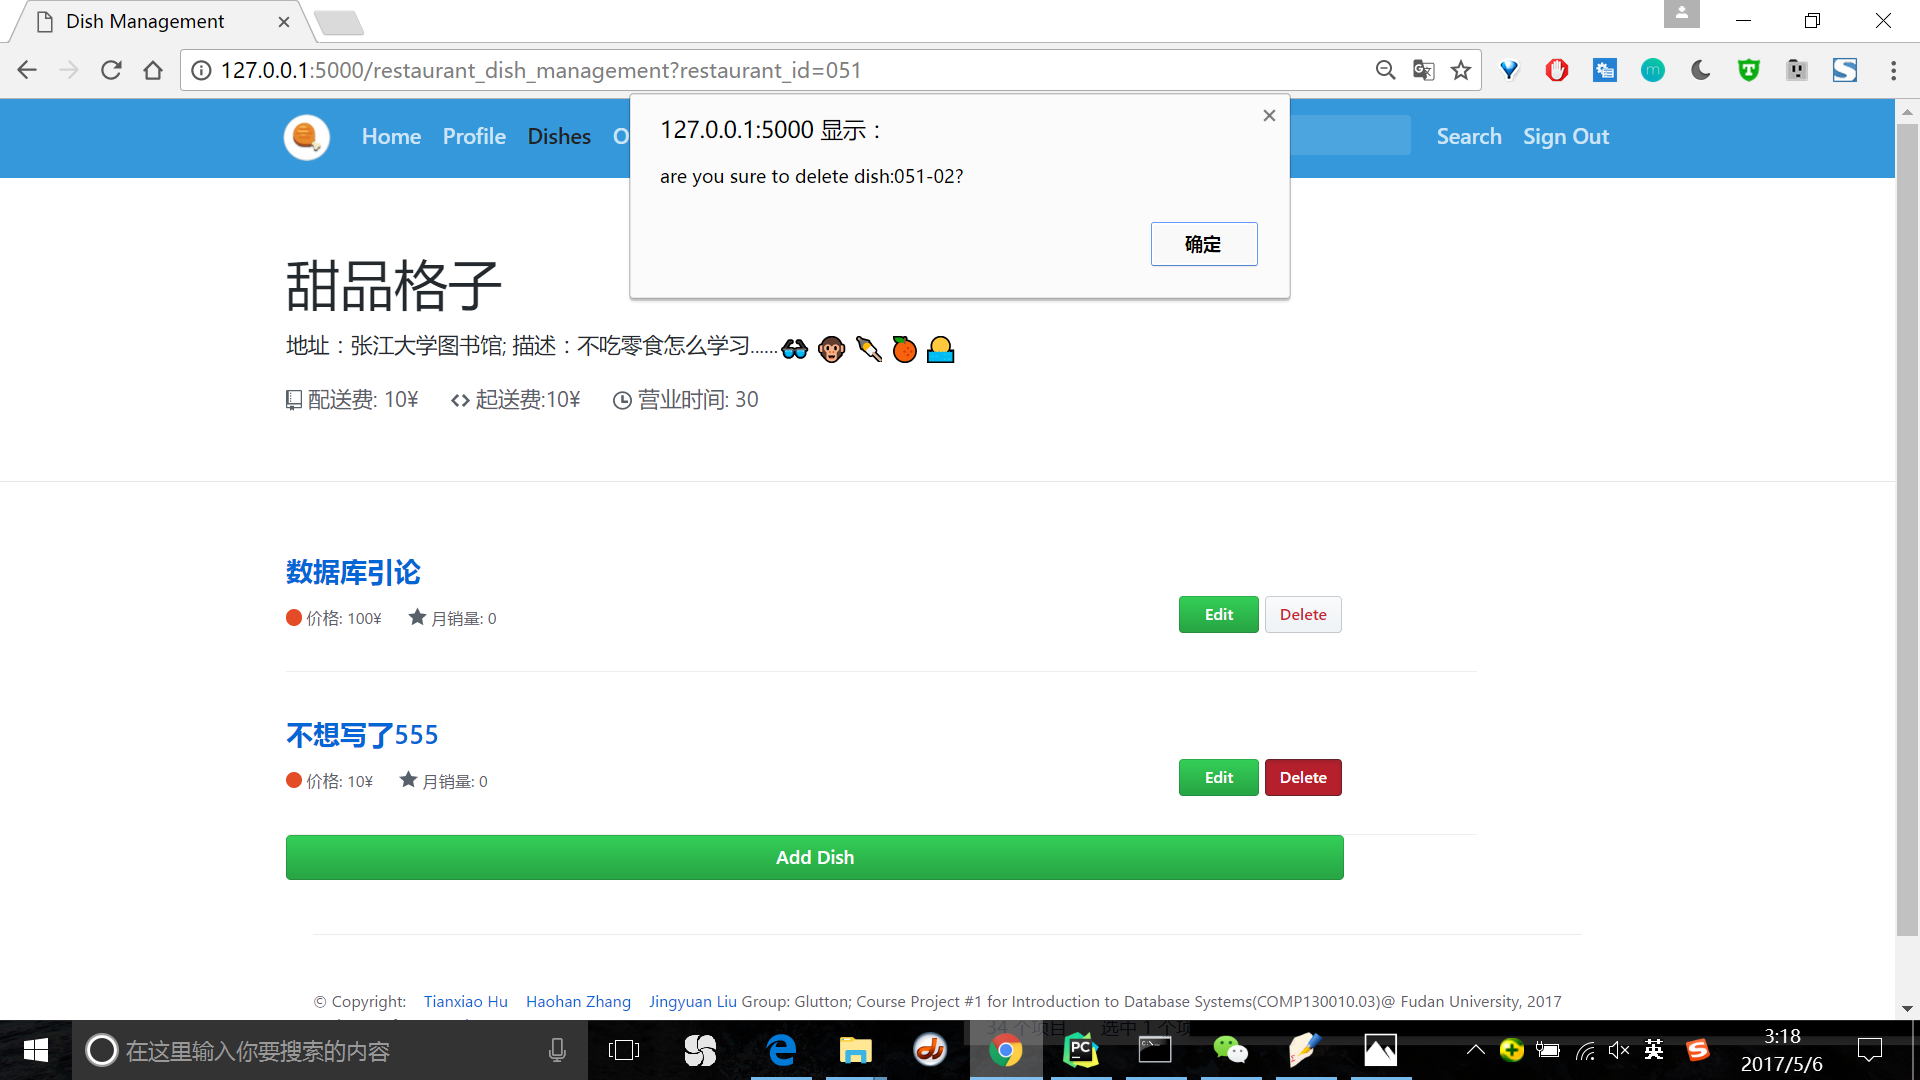 Dish Management
127.0.0.1:5000/restaurant_dish_management?restaurant_id=051
Home Profile Dishes O Search Sign Out
127.0.0.1:5000 显示：
are you sure to delete dish:051-02?
确定
甜品格子
地址：张江大学图书馆; 描述：不吃零食怎么学习......
配送费: 10¥ 起送费:10¥ 营业时间: 30
数据库引论
价格: 100¥ 月销量: 0
Edit Delete
不想写了555
价格: 10¥ 月销量: 0
Edit Delete
Add Dish
© Copyright: Tianxiao Hu Haohan Zhang Jingyuan Liu Group: Glutton; Course Project #1 for Introduction to Database Systems(COMP130010.03)@ Fudan University, 2017
34 个项目 选中 1 个项
在这里输入你要搜索的内容
英
3:18
2017/5/6